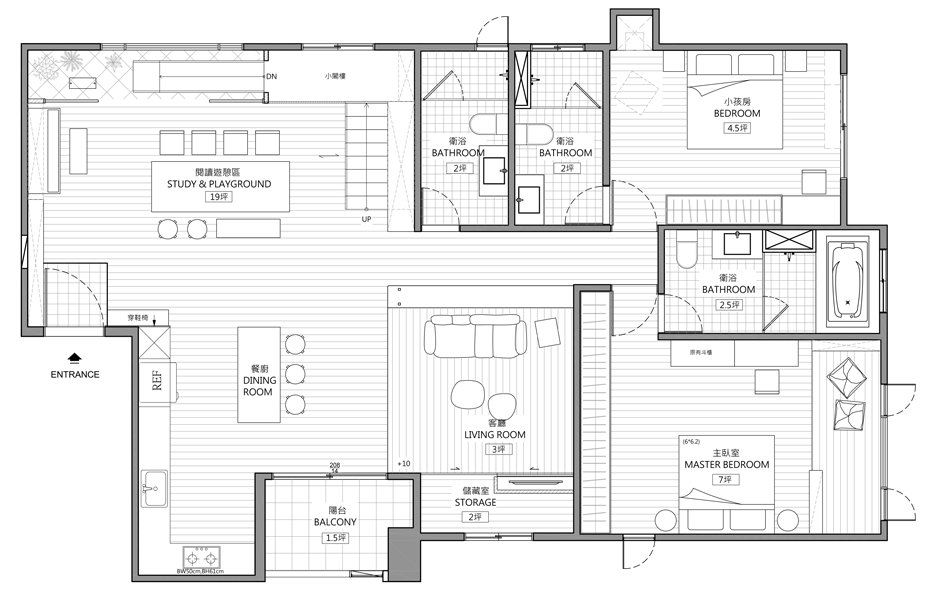 DN
小閣樓
小孩房
BEDROOM
4.5坪
衛浴
BATHROOM
2坪
衛浴
BATHROOM
2坪
閱讀遊憩區
STUDY & PLAYGROUND
19坪
UP
衛浴
BATHROOM
2.5坪
穿鞋椅
ENTRANCE
REF
餐廚
DINING
ROOM
客廳
LIVING ROOM
3坪
(6*6.2)
主臥室
MASTER BEDROOM
7坪
+10
208
14
儲藏室
STORAGE
2坪
陽台
BALCONY
1.5坪
BW50cm,BH61cm